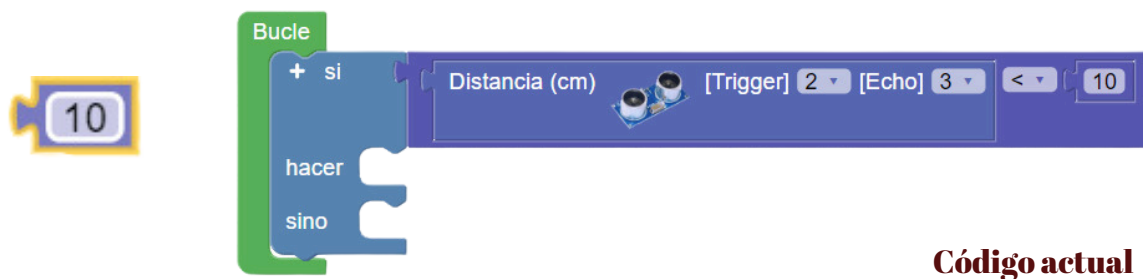 10
Bucle
+ si
Distancia (cm) [Trigger] 2 [Echo] 3 < 10
hacer
sino
Código actual